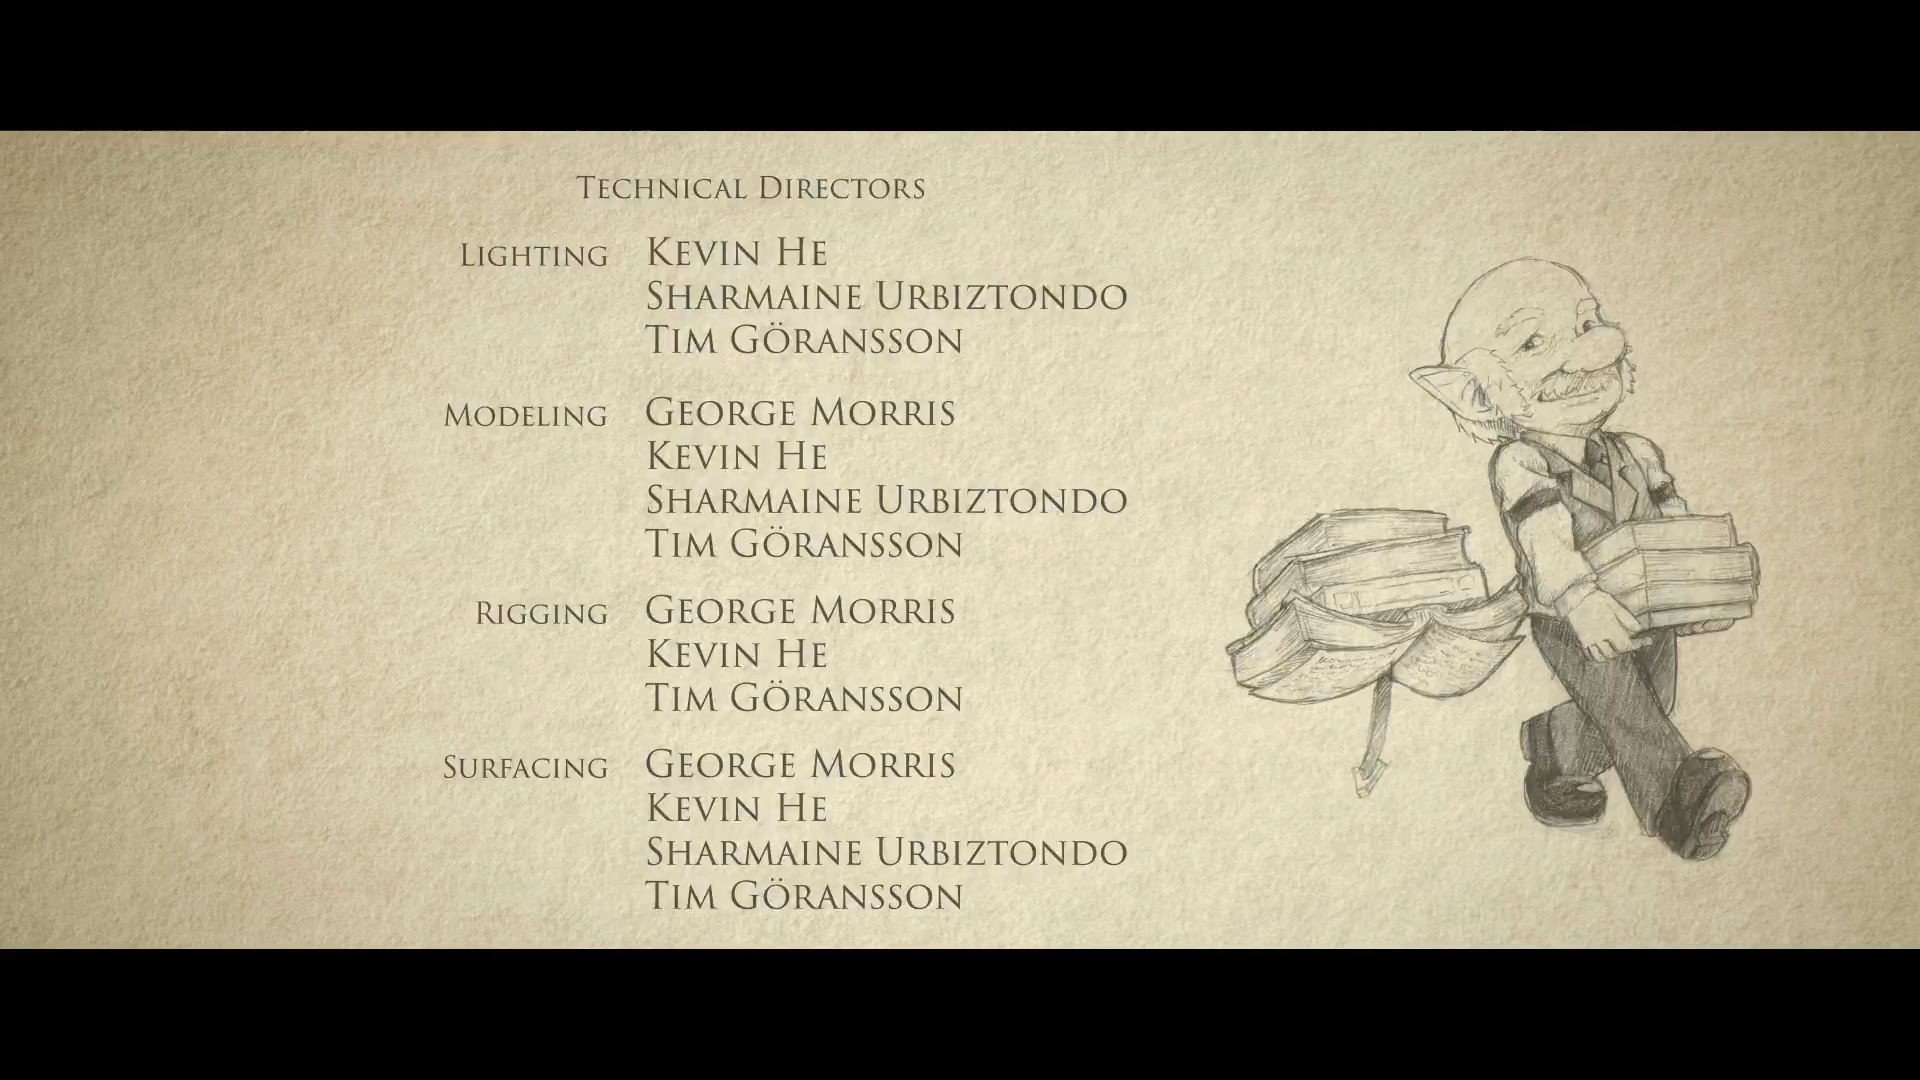 Technical Directors
Lighting Kevin He
Sharmaine Urbiztondo
Tim Göransson
Modeling George Morris
Kevin He
Sharmaine Urbiztondo
Tim Göransson
Rigging George Morris
Kevin He
Tim Göransson
Surfacing George Morris
Kevin He
Sharmaine Urbiztondo
Tim Göransson